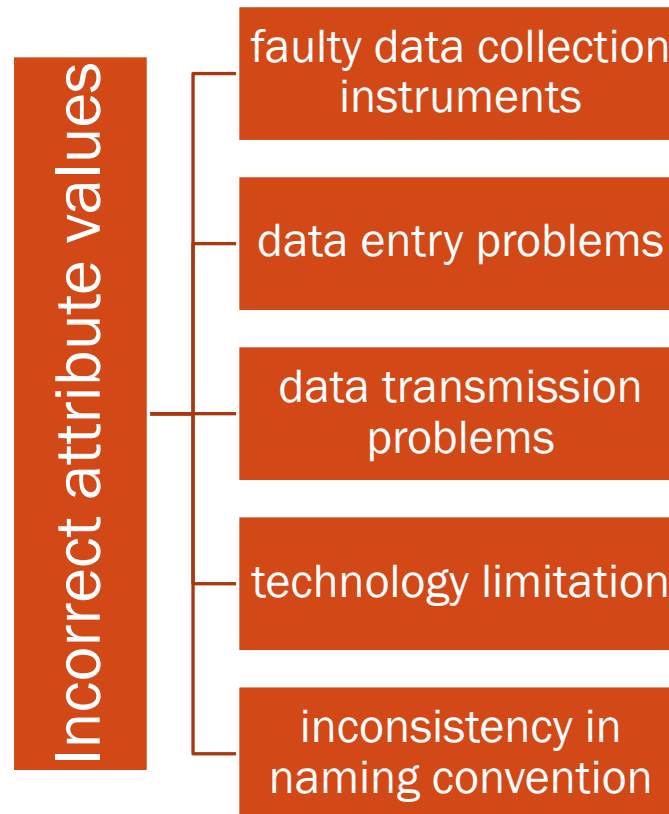 Incorrect attribute values
faulty data collection
instruments
data entry problems
data transmission
problems
technology limitation
inconsistency in
naming convention